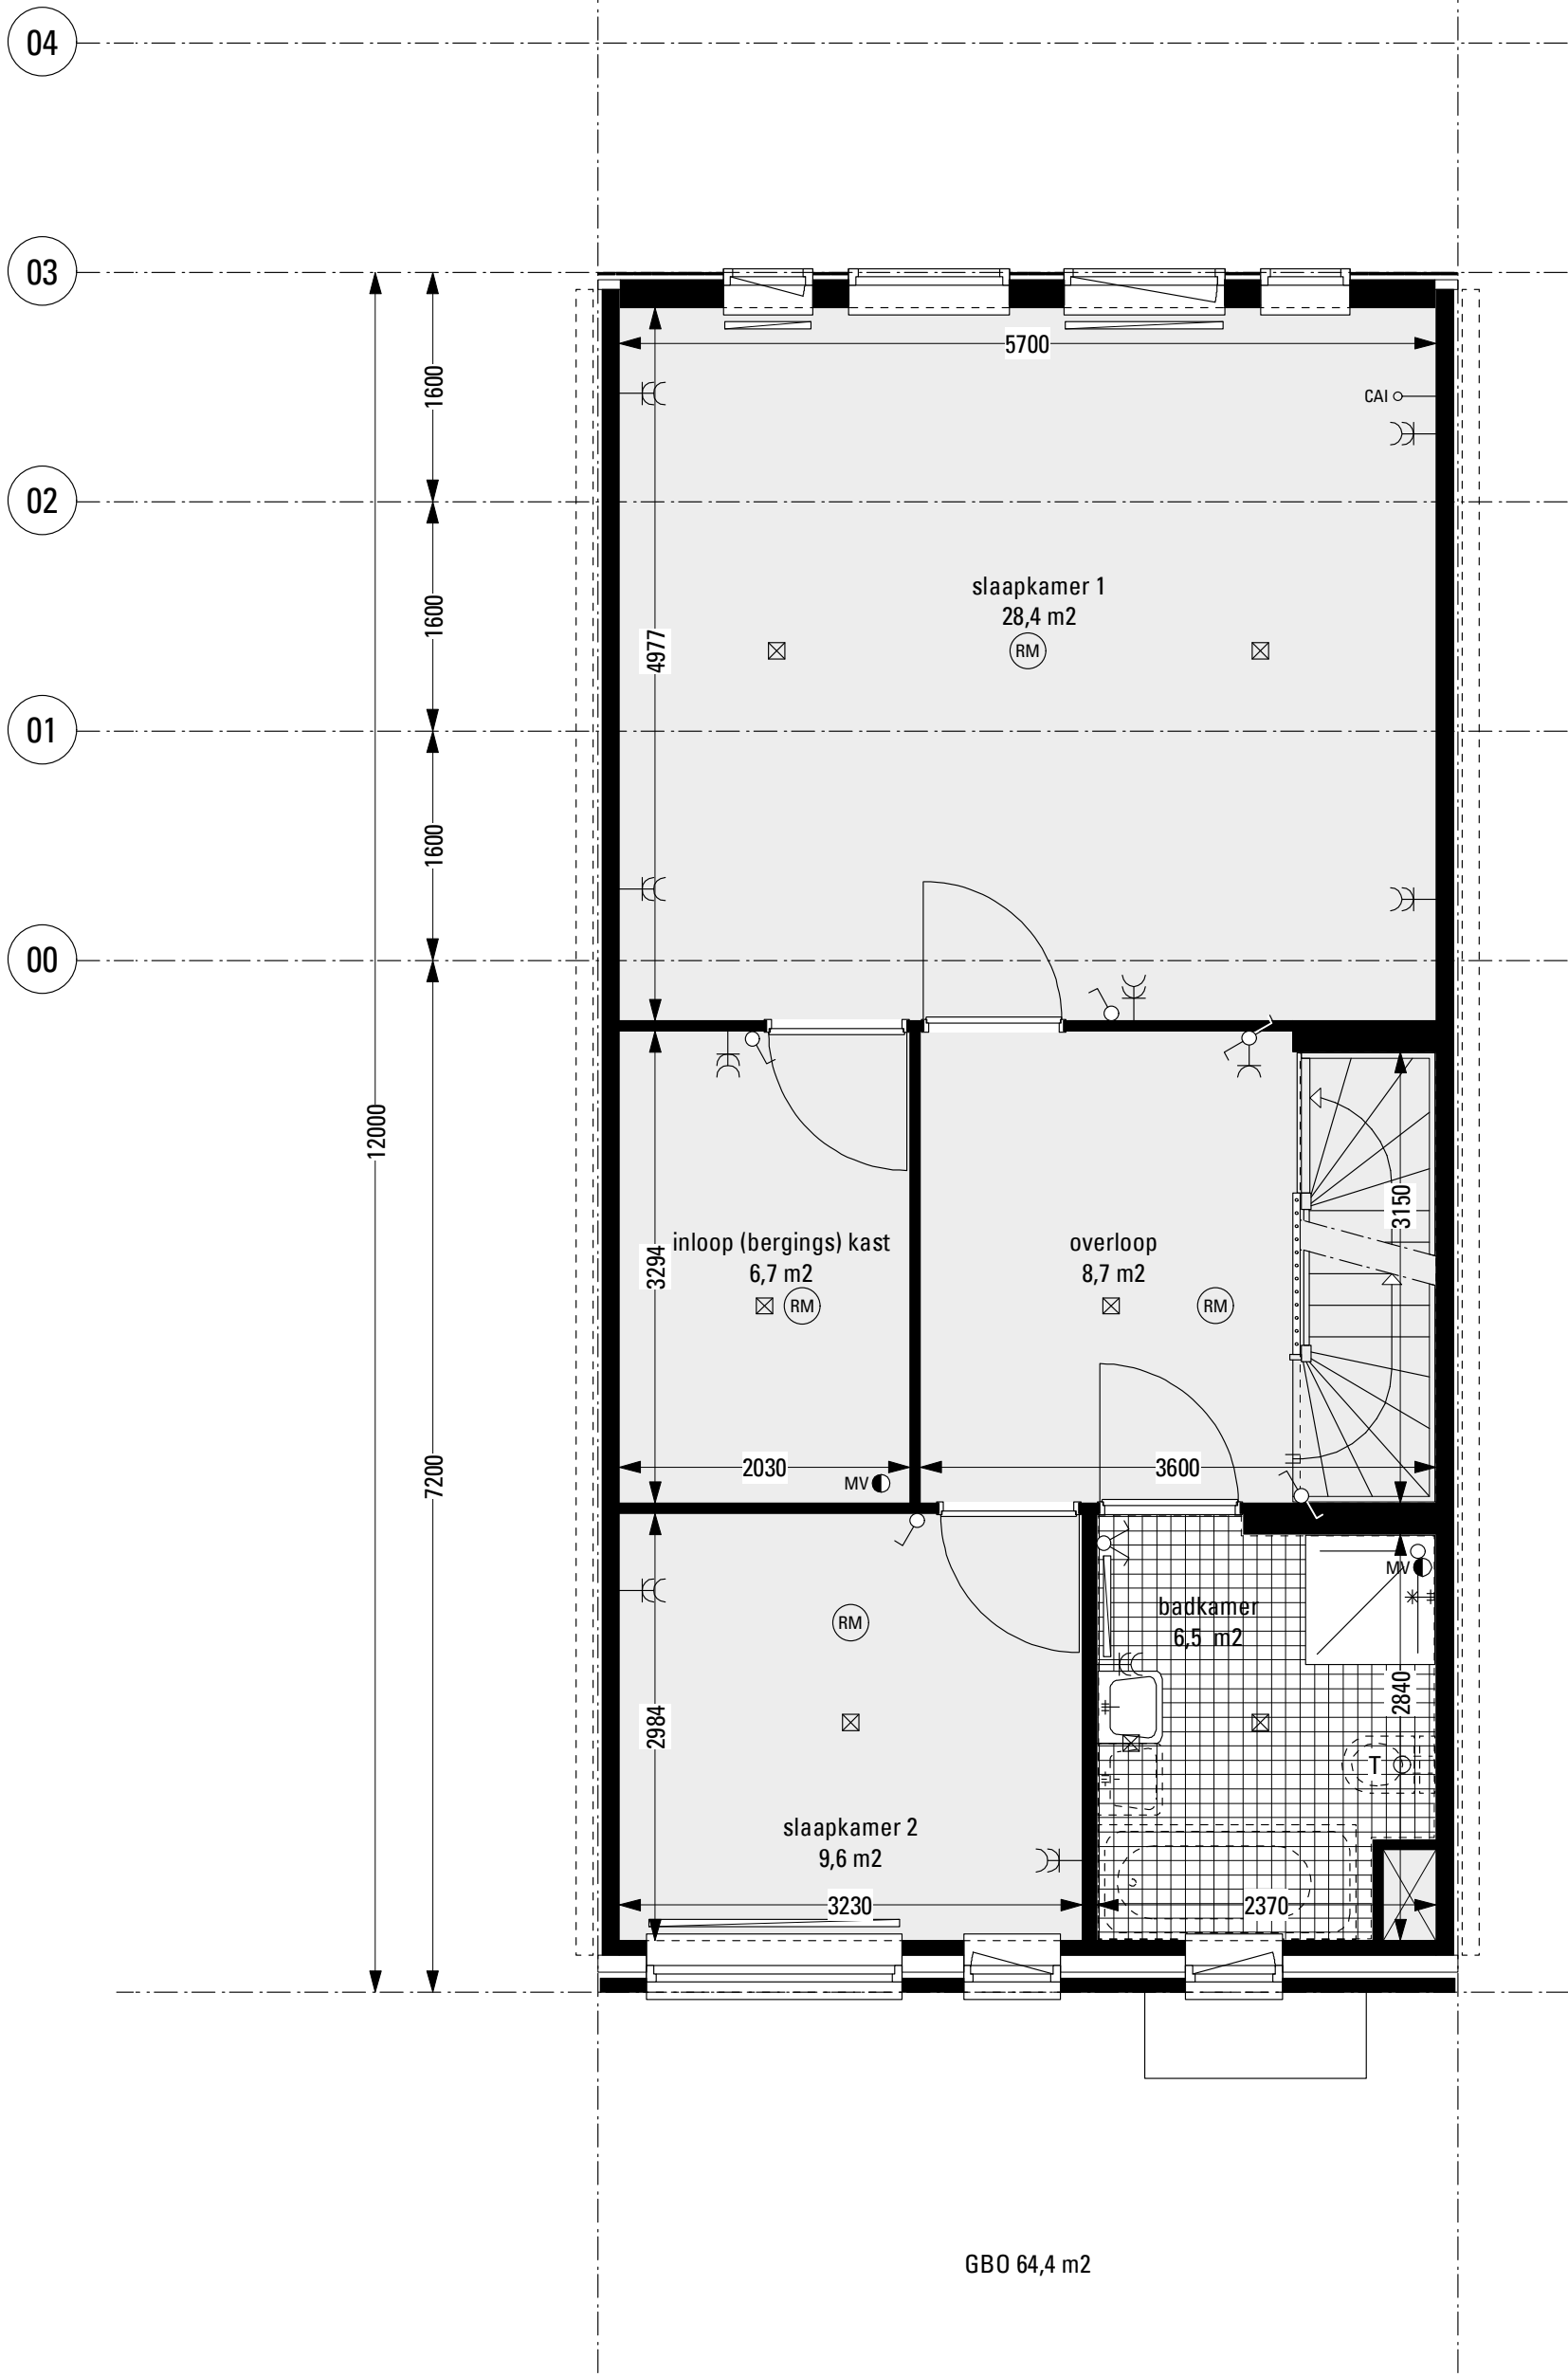 04
03
5700
1600
CAI
02
slaapkamer 1
28,4 m2
1600
4977
RM
01
1600
00
12000
3150
inloop (bergings) kast
6,7 m2
3294
overloop
8,7 m2
RM
RM
2030
3600
MV
7200
MV
badkamer
6,5 m2
RM
2840
2984
T
slaapkamer 2
9,6 m2
3230
2370
GBO 64,4 m2